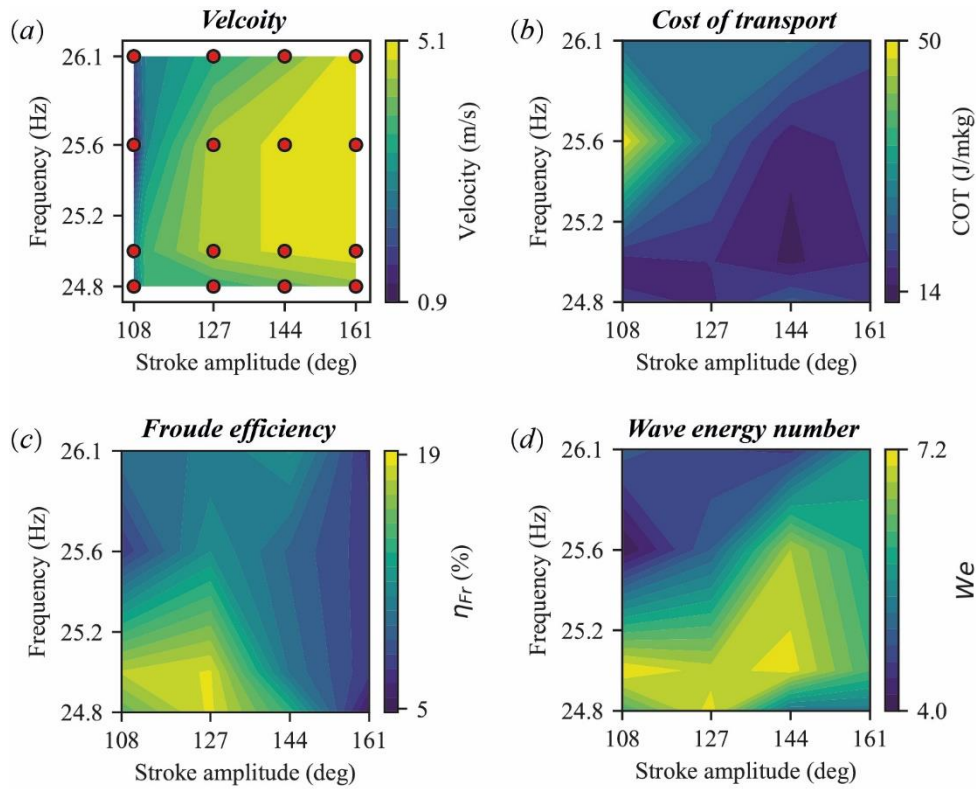 (a) Velcoity
26.1
25.6
25.2
24.8
Frequency (Hz)
108 127 144 161
Stroke amplitude (deg)
5.1
0.9
Velocity (m/s)
(b) Cost of transport
26.1
25.6
25.2
24.8
Frequency (Hz)
108 127 144 161
Stroke amplitude (deg)
50
14
COT (J/mkg)
(c) Froude efficiency
26.1
25.6
25.2
24.8
Frequency (Hz)
108 127 144 161
Stroke amplitude (deg)
19
5
ηFr (%)
(d) Wave energy number
26.1
25.6
25.2
24.8
Frequency (Hz)
108 127 144 161
Stroke amplitude (deg)
7.2
4.0
We